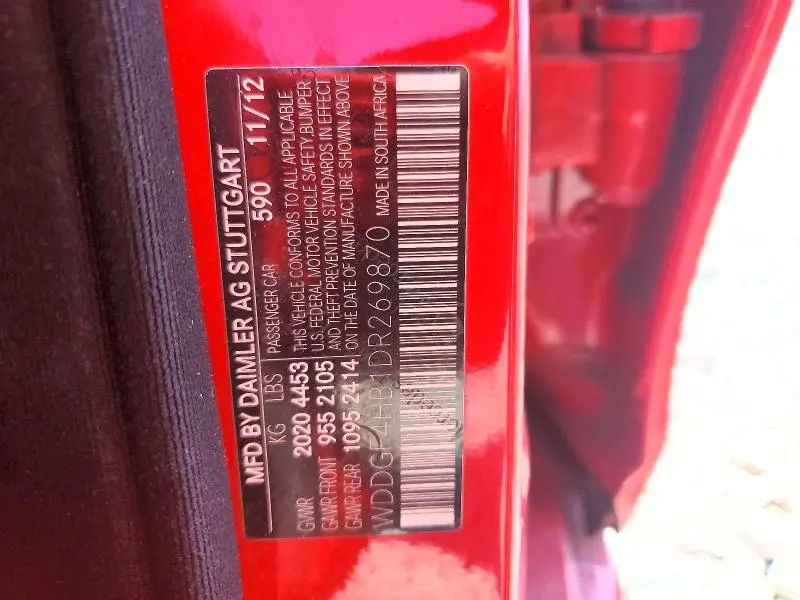 MFD BY DAIMLER AG STUTTGART
KG LBS PASSENGER CAR 590 11/12
GVWR 2020 4453 THIS VEHICLE CONFORMS TO ALL APPLICABLE
GAWR FRONT 955 2105 U.S. FEDERAL MOTOR VEHICLE SAFETY, BUMPER
AND THEFT PREVENTION STANDARDS IN EFFECT
GAWR REAR 1095 2414 ON THE DATE OF MANUFACTURE SHOWN ABOVE
MADE IN SOUTH AFRICA